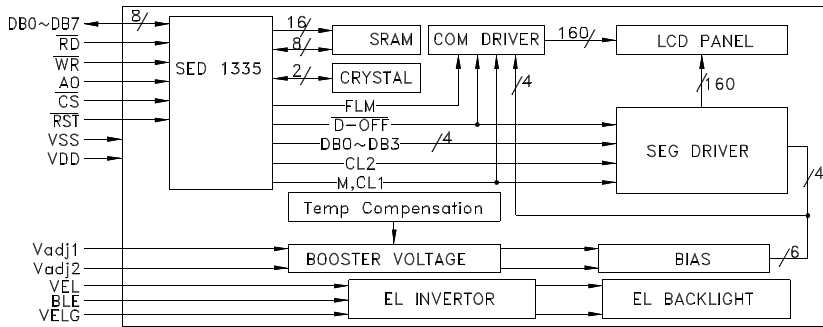 DB0~DB7 8/ SED 1335 16/ SRAM COM DRIVER 160/ LCD PANEL
RD 8/
WR 2/ CRYSTAL /4 /160
A0
CS FLM
RST D-OFF
VSS DB0~DB3 /4 SEG DRIVER
VDD CL2
M,CL1 /4
Temp Compensation
Vadj1 BOOSTER VOLTAGE BIAS /6
Vadj2
VEL EL INVERTOR EL BACKLIGHT
BLE
VELG